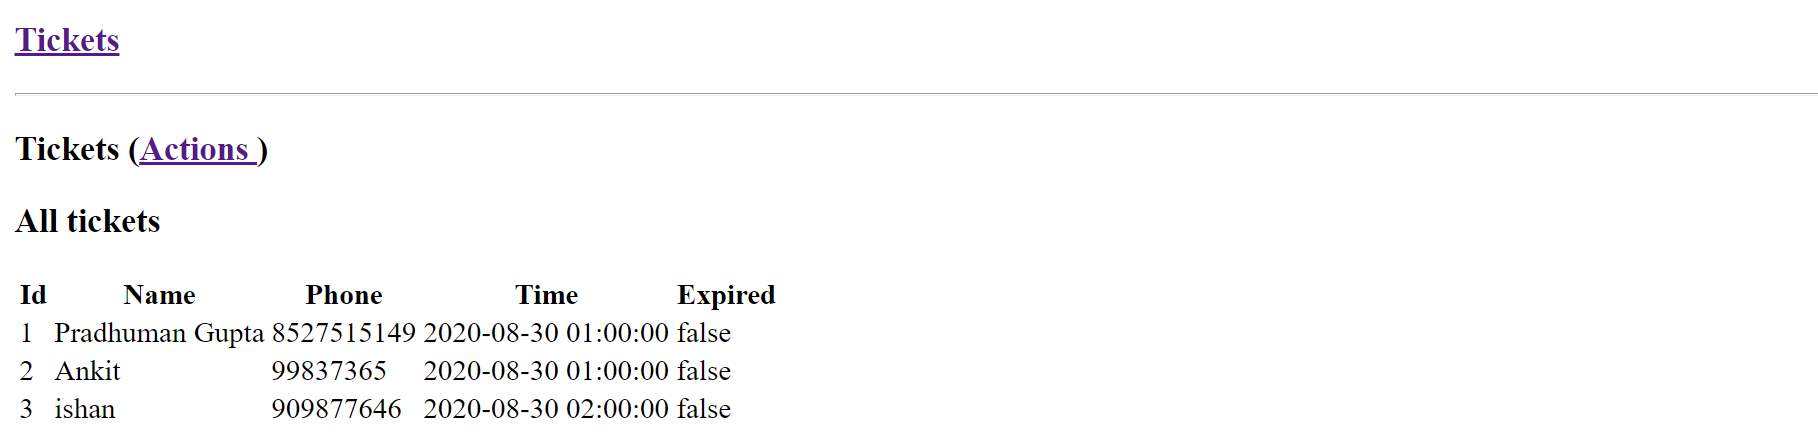 Tickets
Tickets (Actions )
All tickets
Id Name Phone Time Expired
1 Pradhuman Gupta 8527515149 2020-08-30 01:00:00 false
2 Ankit 99837365 2020-08-30 01:00:00 false
3 ishan 909877646 2020-08-30 02:00:00 false